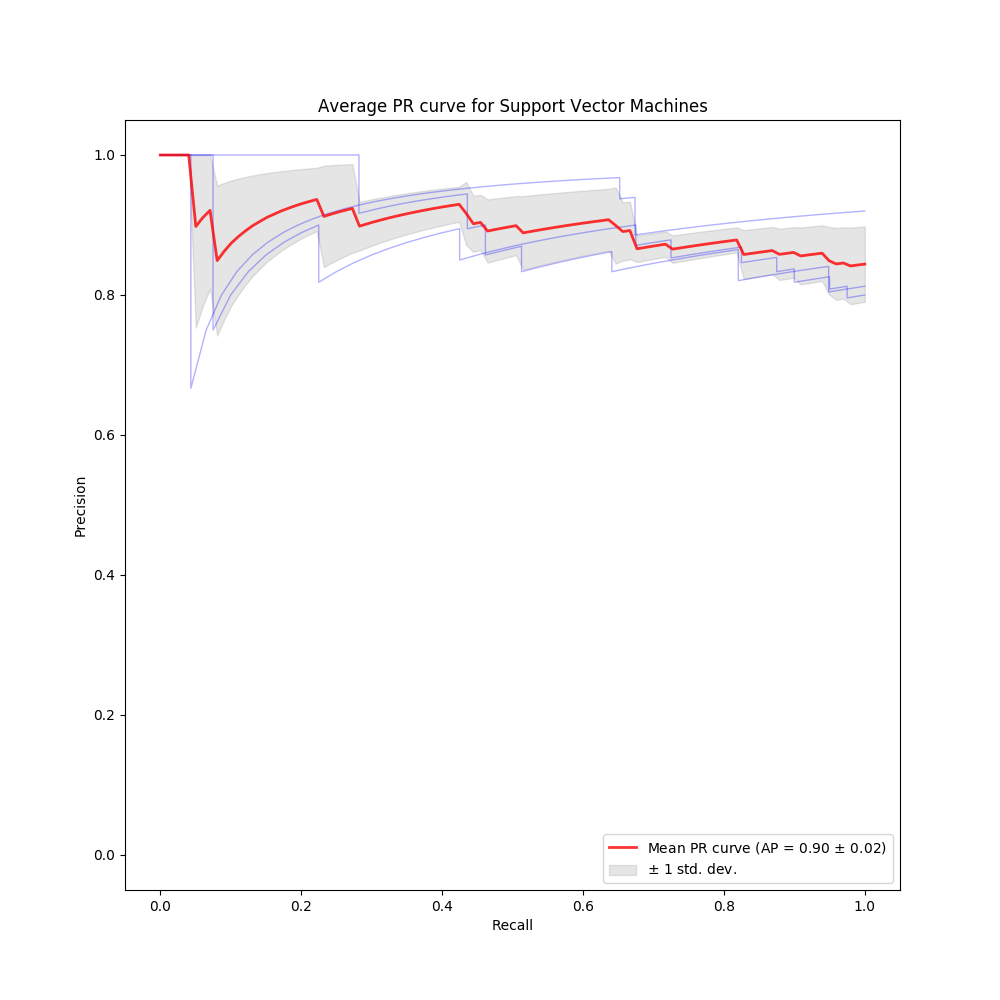 Average PR curve for Support Vector Machines
1.0
0.8
0.6
0.4
0.2
0.0
Precision
0.0 0.2 0.4 0.6 0.8 1.0
Recall
Mean PR curve (AP = 0.90 ± 0.02)
± 1 std. dev.